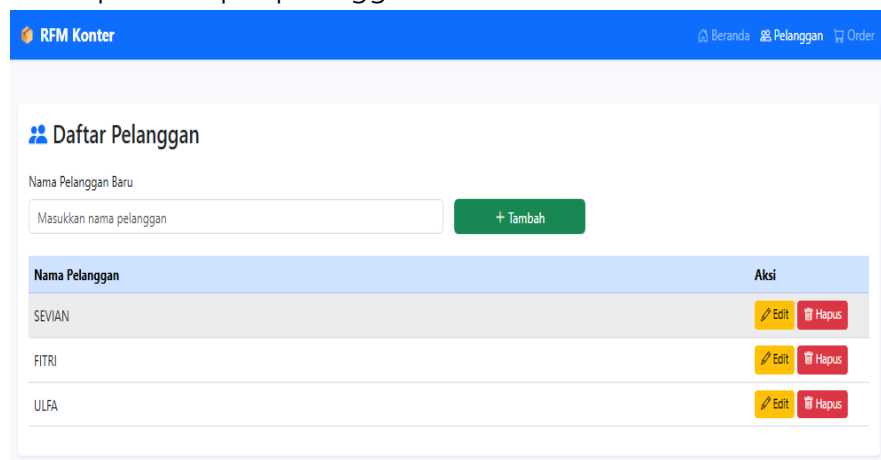 RFM Konter Beranda Pelanggan Order
Daftar Pelanggan
Nama Pelanggan Baru
Masukkan nama pelanggan + Tambah
Nama Pelanggan Aksi
SEVIAN Edit Hapus
FITRI Edit Hapus
ULFA Edit Hapus